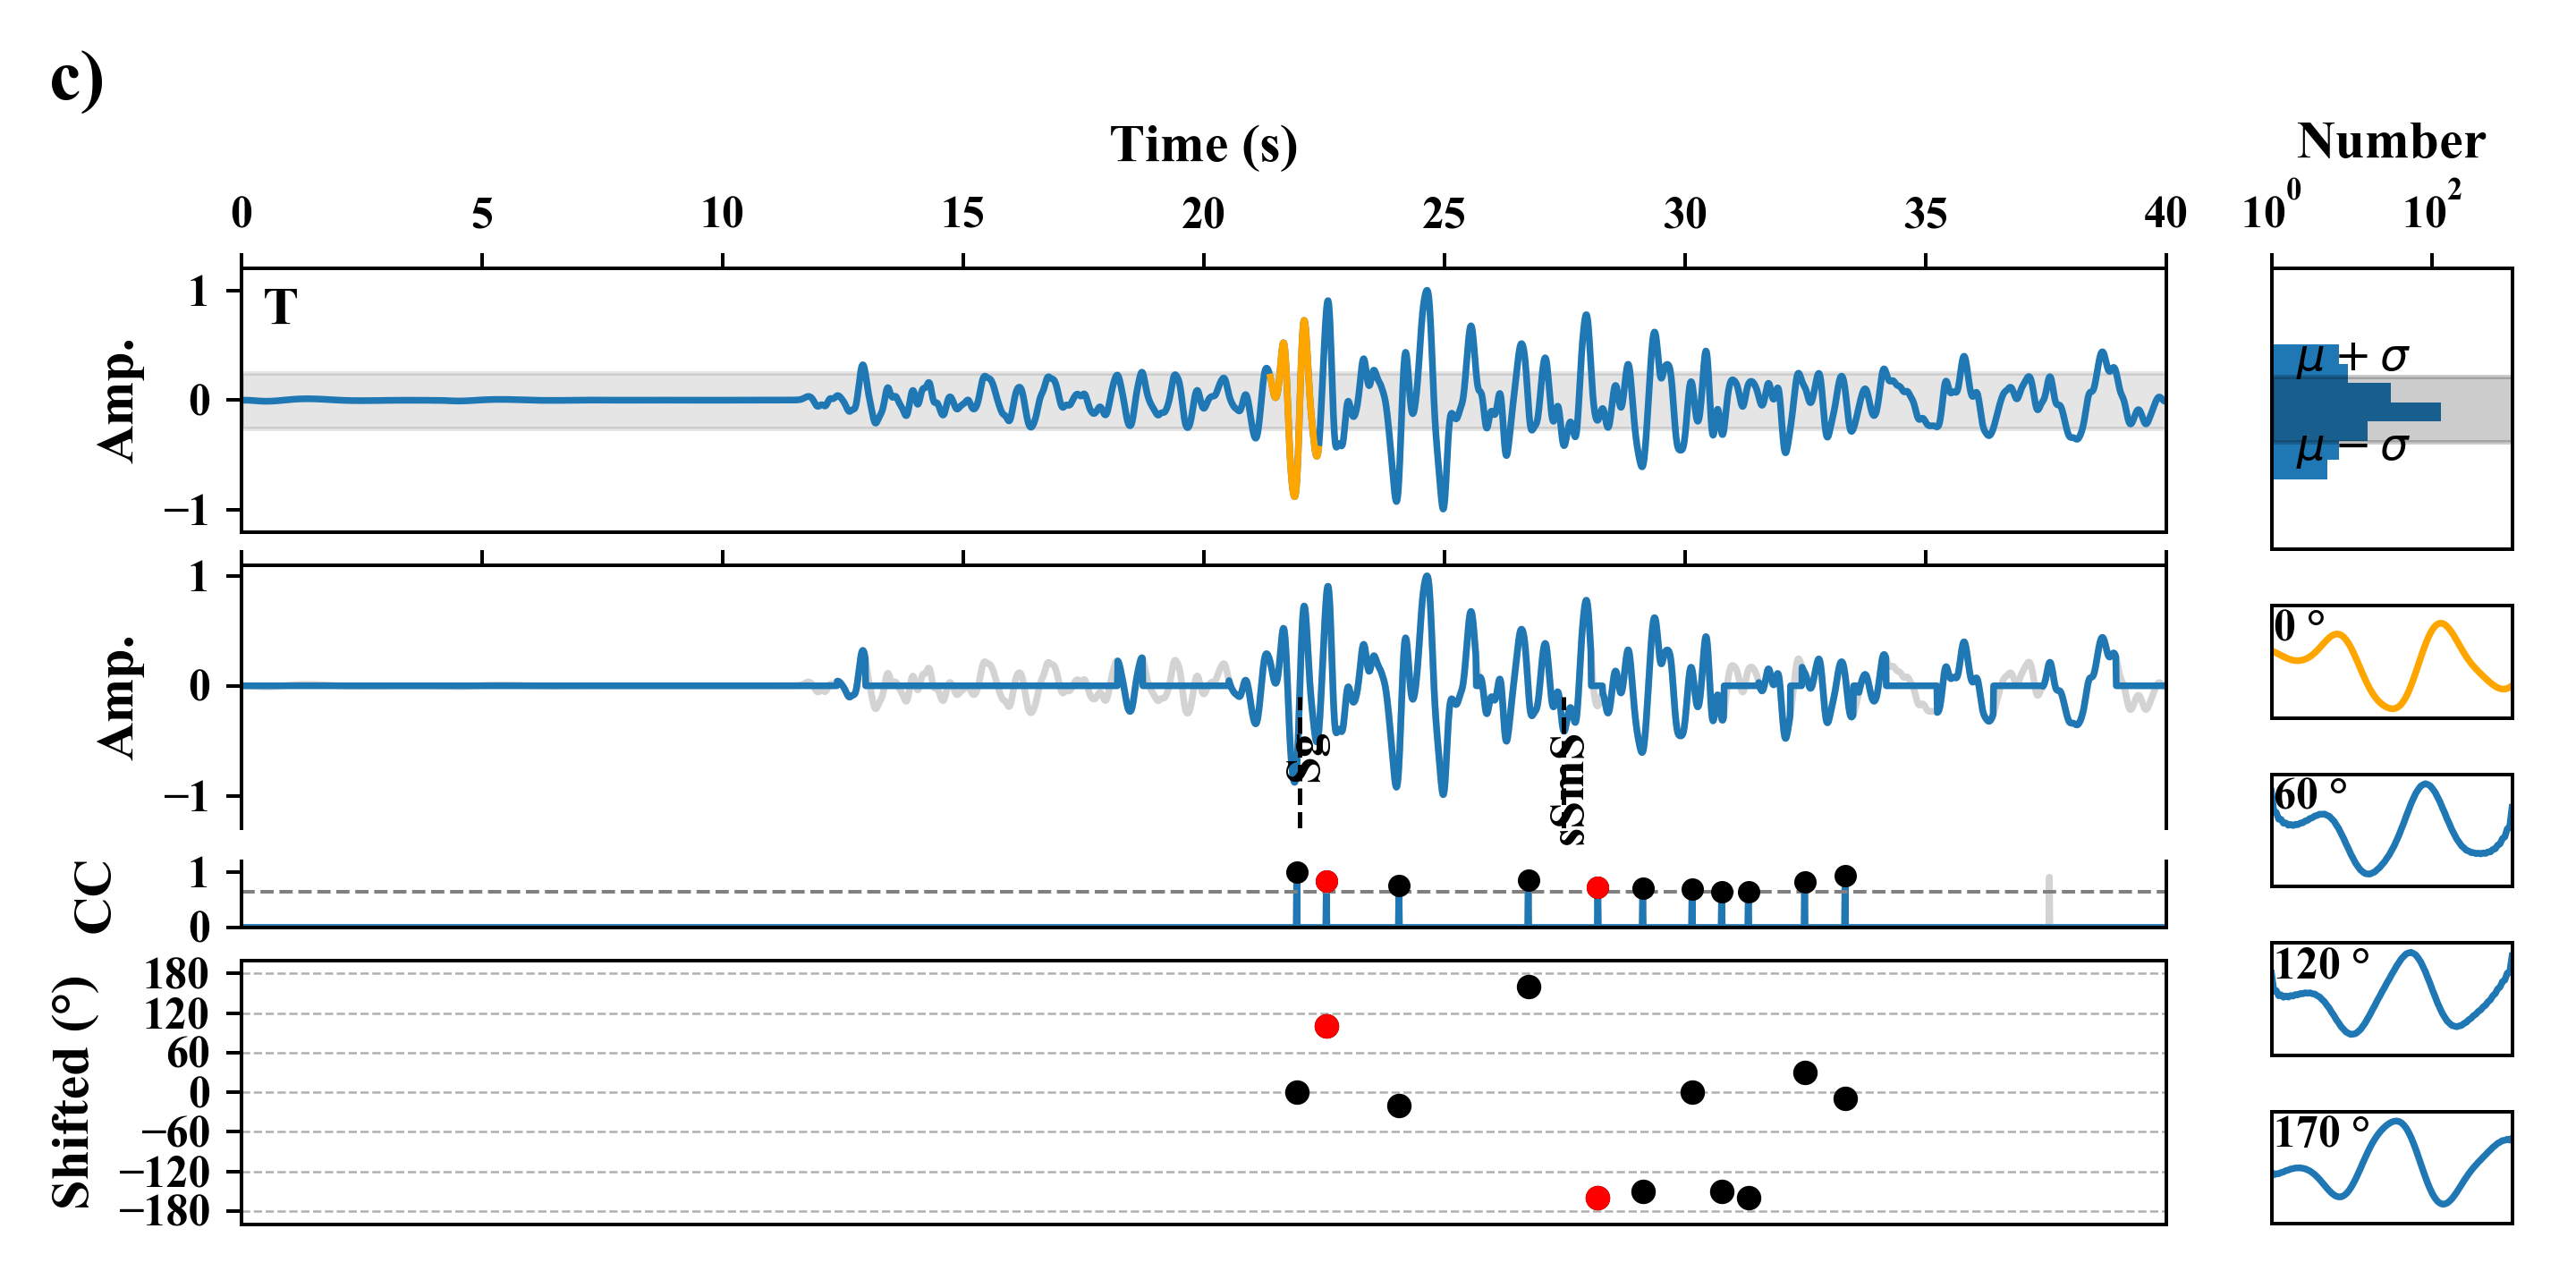 c)
Time (s)
Number
0 5 10 15 20 25 30 35 40
10^0 10^2
T
Amp.
1
0
−1
μ + σ
μ − σ
Amp.
1
0
−1
Sg
sSmS
0 °
60 °
120 °
170 °
CC
1
0
Shifted (°)
180
120
60
0
−60
−120
−180